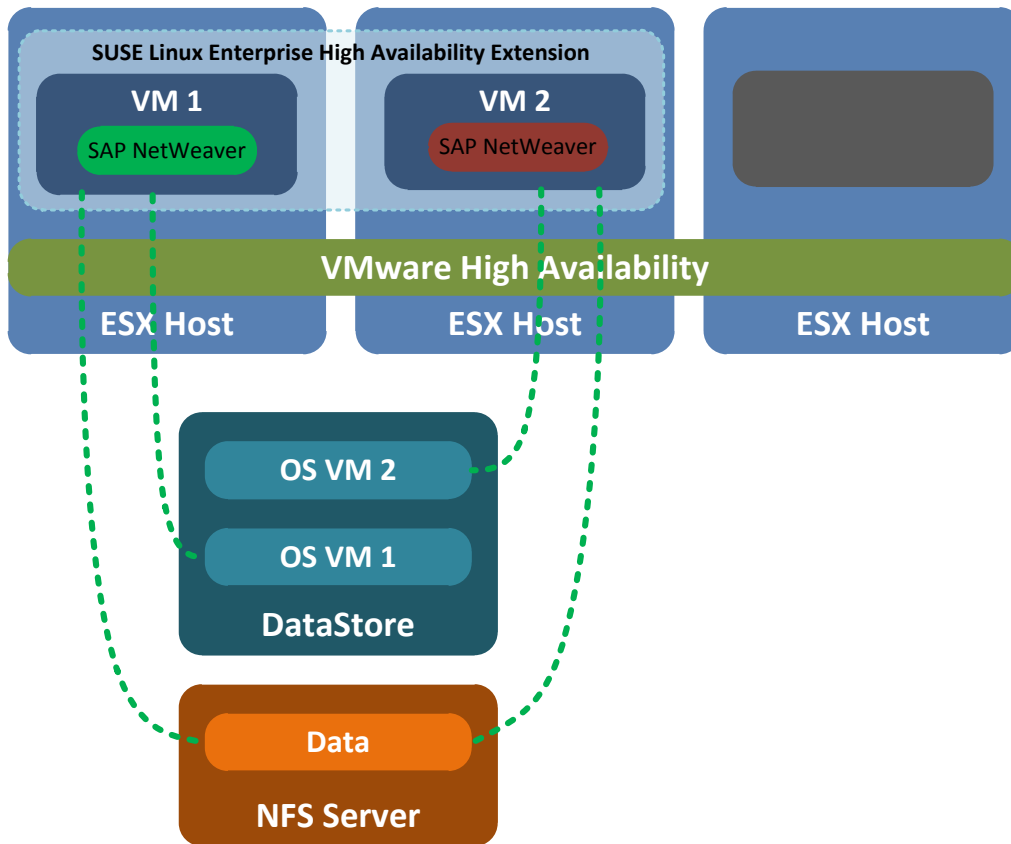 SUSE Linux Enterprise High Availability Extension
VM 1
VM 2
SAP NetWeaver
SAP NetWeaver
VMware High Availability
ESX Host
ESX Host
ESX Host
OS VM 2
OS VM 1
DataStore
Data
NFS Server